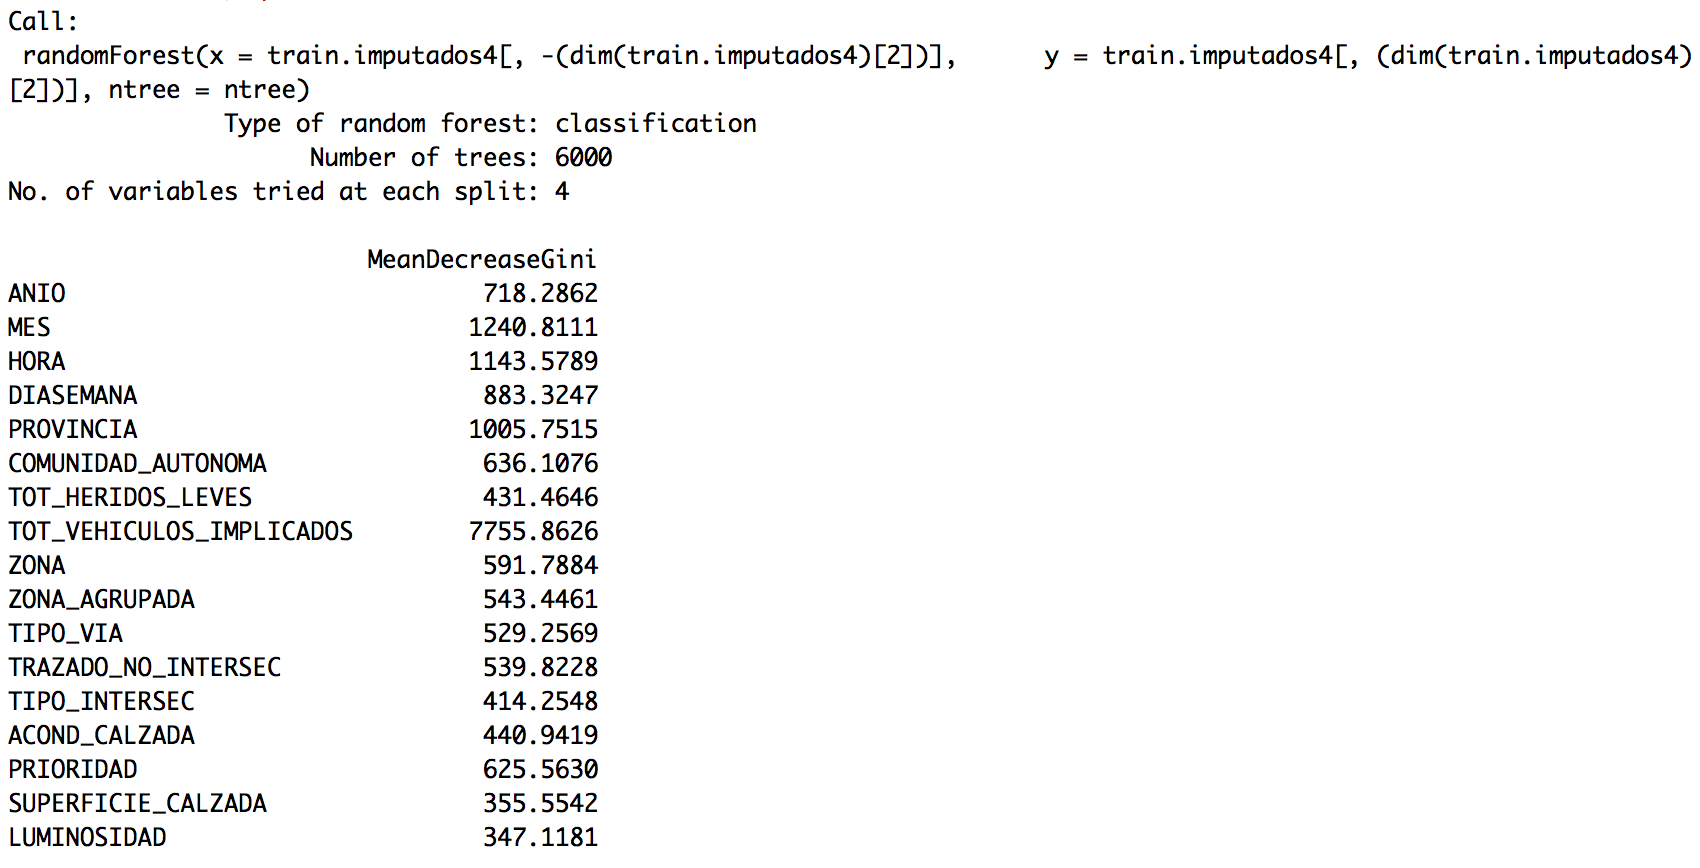 Call:
randomForest(x = train.imputados4[, -(dim(train.imputados4)[2])],      y = train.imputados4[, (dim(train.imputados4)
[2])], ntree = ntree)
Type of random forest: classification
Number of trees: 6000
No. of variables tried at each split: 4
MeanDecreaseGini
ANIO 718.2862
MES 1240.8111
HORA 1143.5789
DIASEMANA 883.3247
PROVINCIA 1005.7515
COMUNIDAD_AUTONOMA 636.1076
TOT_HERIDOS_LEVES 431.4646
TOT_VEHICULOS_IMPLICADOS 7755.8626
ZONA 591.7884
ZONA_AGRUPADA 543.4461
TIPO_VIA 529.2569
TRAZADO_NO_INTERSEC 539.8228
TIPO_INTERSEC 414.2548
ACOND_CALZADA 440.9419
PRIORIDAD 625.5630
SUPERFICIE_CALZADA 355.5542
LUMINOSIDAD 347.1181